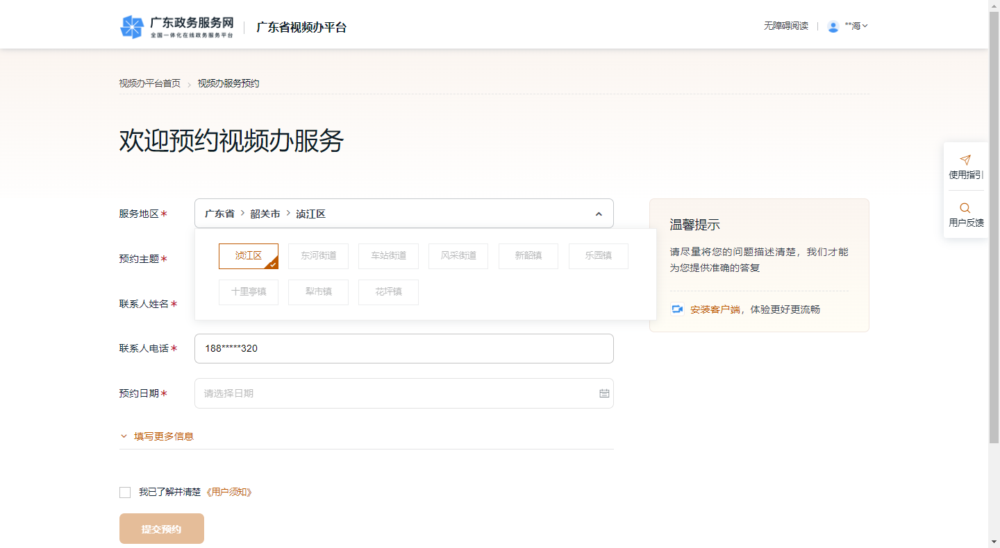 广东政务服务网
全国一体化在线政务服务平台
广东省视频办平台
无障碍阅读
**海
视频办平台首页 > 视频办服务预约
欢迎预约视频办服务
使用指引
用户反馈
服务地区*
广东省 > 韶关市 > 浈江区
浈江区
东河街道
车站街道
风采街道
新韶镇
乐园镇
十里亭镇
犁市镇
花坪镇
预约主题*
联系人姓名*
联系人电话*
188*****320
预约日期*
请选择日期
填写更多信息
我已了解并清楚《用户须知》
提交预约
温馨提示
请尽量将您的问题描述清楚，我们才能
为您提供准确的答复
安装客户端，体验更好更流畅